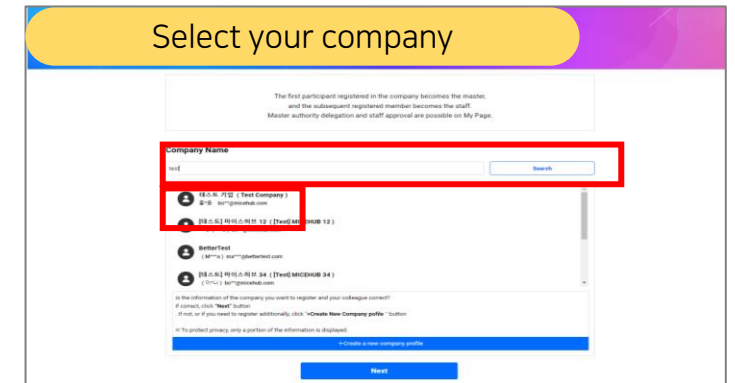 Select your company
The first participant registered in the company becomes the master,
and the subsequent registered member becomes the staff.
Master authority delegation and staff approval are possible on My Page.
Company Name
test
Search
테스트 기업 ( Test Company )
bo**@micehub.com
[테스트] 마이스허브 12 ( [Test] MICEHUB 12 )
BetterTest
( M***a ) ma***@bettertest.com
[테스트] 마이스허브 34 ( [Test] MICEHUB 34 )
bo**@micehub.com
Is the information of the company you want to register and your colleague correct?
If correct, click "Next" button
. If not, or if you need to register additionally, click "+Create New Company pofile " button
※ To protect privacy, only a portion of the information is displayed.
+Create a new company profile
Next